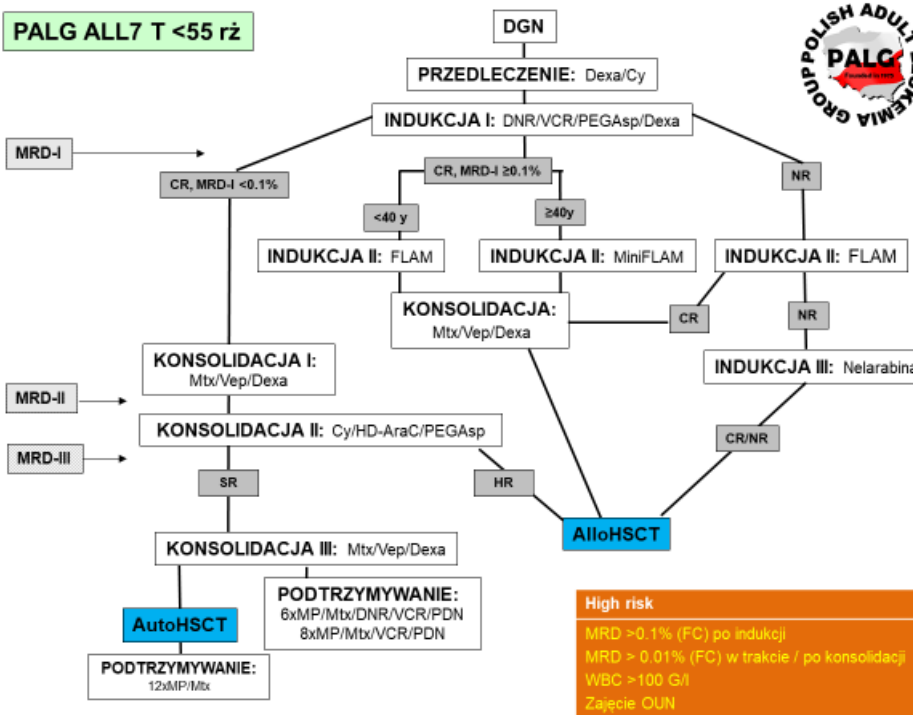 PALG ALL7 T <55 rż
DGN
POLISH ADULT LEUKEMIA GROUP
PALG
PRZEDLECZENIE: Dexa/Cy
INDUKCJA I: DNR/VCR/PEGAsp/Dexa
MRD-I
CR, MRD-I <0.1%
CR, MRD-I ≥0.1%
NR
<40 y
≥40y
INDUKCJA II: FLAM
INDUKCJA II: MiniFLAM
INDUKCJA II: FLAM
KONSOLIDACJA:
Mtx/Vep/Dexa
CR
NR
KONSOLIDACJA I:
Mtx/Vep/Dexa
INDUKCJA III: Nelarabina
MRD-II
KONSOLIDACJA II: Cy/HD-AraC/PEGAsp
CR/NR
MRD-III
SR
HR
AlloHSCT
KONSOLIDACJA III: Mtx/Vep/Dexa
PODTRZYMYWANIE:
6xMP/Mtx/DNR/VCR/PDN
8xMP/Mtx/VCR/PDN
AutoHSCT
PODTRZYMYWANIE:
12xMP/Mtx
High risk
MRD >0.1% (FC) po indukcji
MRD > 0.01% (FC) w trakcie / po konsolidacji
WBC >100 G/l
Zajęcie OUN